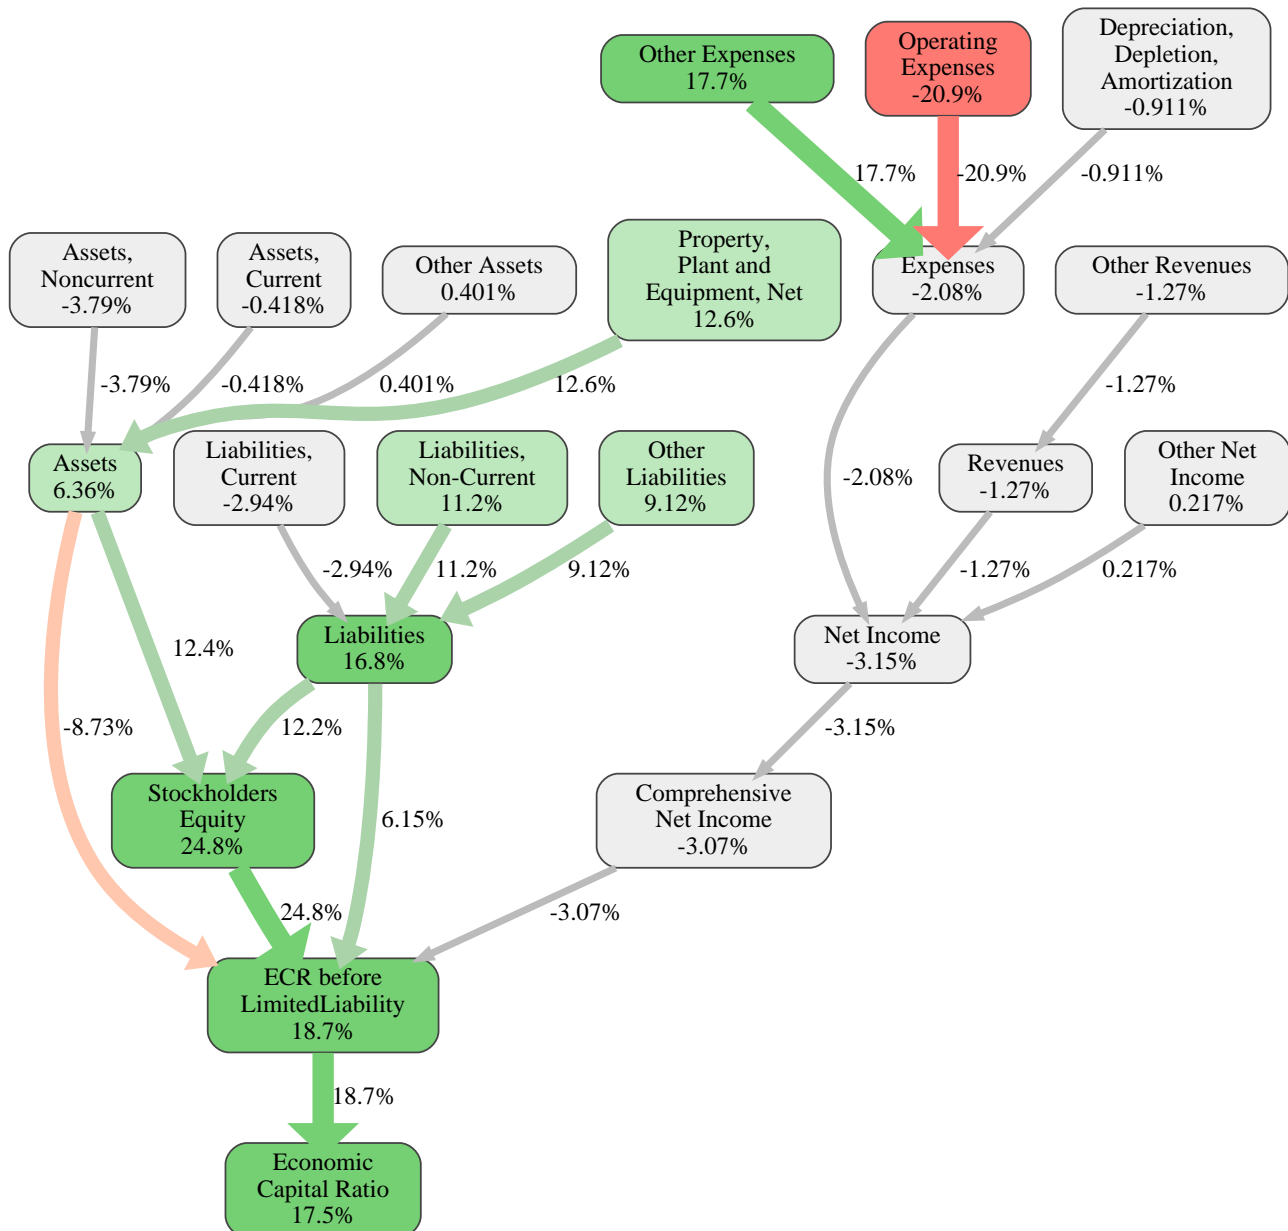 Other Expenses
17.7%
Operating
Expenses
-20.9%
Depreciation,
Depletion,
Amortization
-0.911%
17.7%
-20.9%
-0.911%
Assets,
Noncurrent
-3.79%
Assets,
Current
-0.418%
Other Assets
0.401%
Property,
Plant and
Equipment, Net
12.6%
Expenses
-2.08%
Other Revenues
-1.27%
-3.79%
-0.418%
0.401%
12.6%
-1.27%
Assets
6.36%
Liabilities,
Current
-2.94%
Liabilities,
Non-Current
11.2%
Other
Liabilities
9.12%
-2.08%
Revenues
-1.27%
Other Net
Income
0.217%
-2.94%
11.2%
9.12%
-1.27%
0.217%
12.4%
Liabilities
16.8%
Net Income
-3.15%
-8.73%
12.2%
-3.15%
Stockholders
Equity
24.8%
6.15%
Comprehensive
Net Income
-3.07%
24.8%
-3.07%
ECR before
LimitedLiability
18.7%
18.7%
Economic
Capital Ratio
17.5%